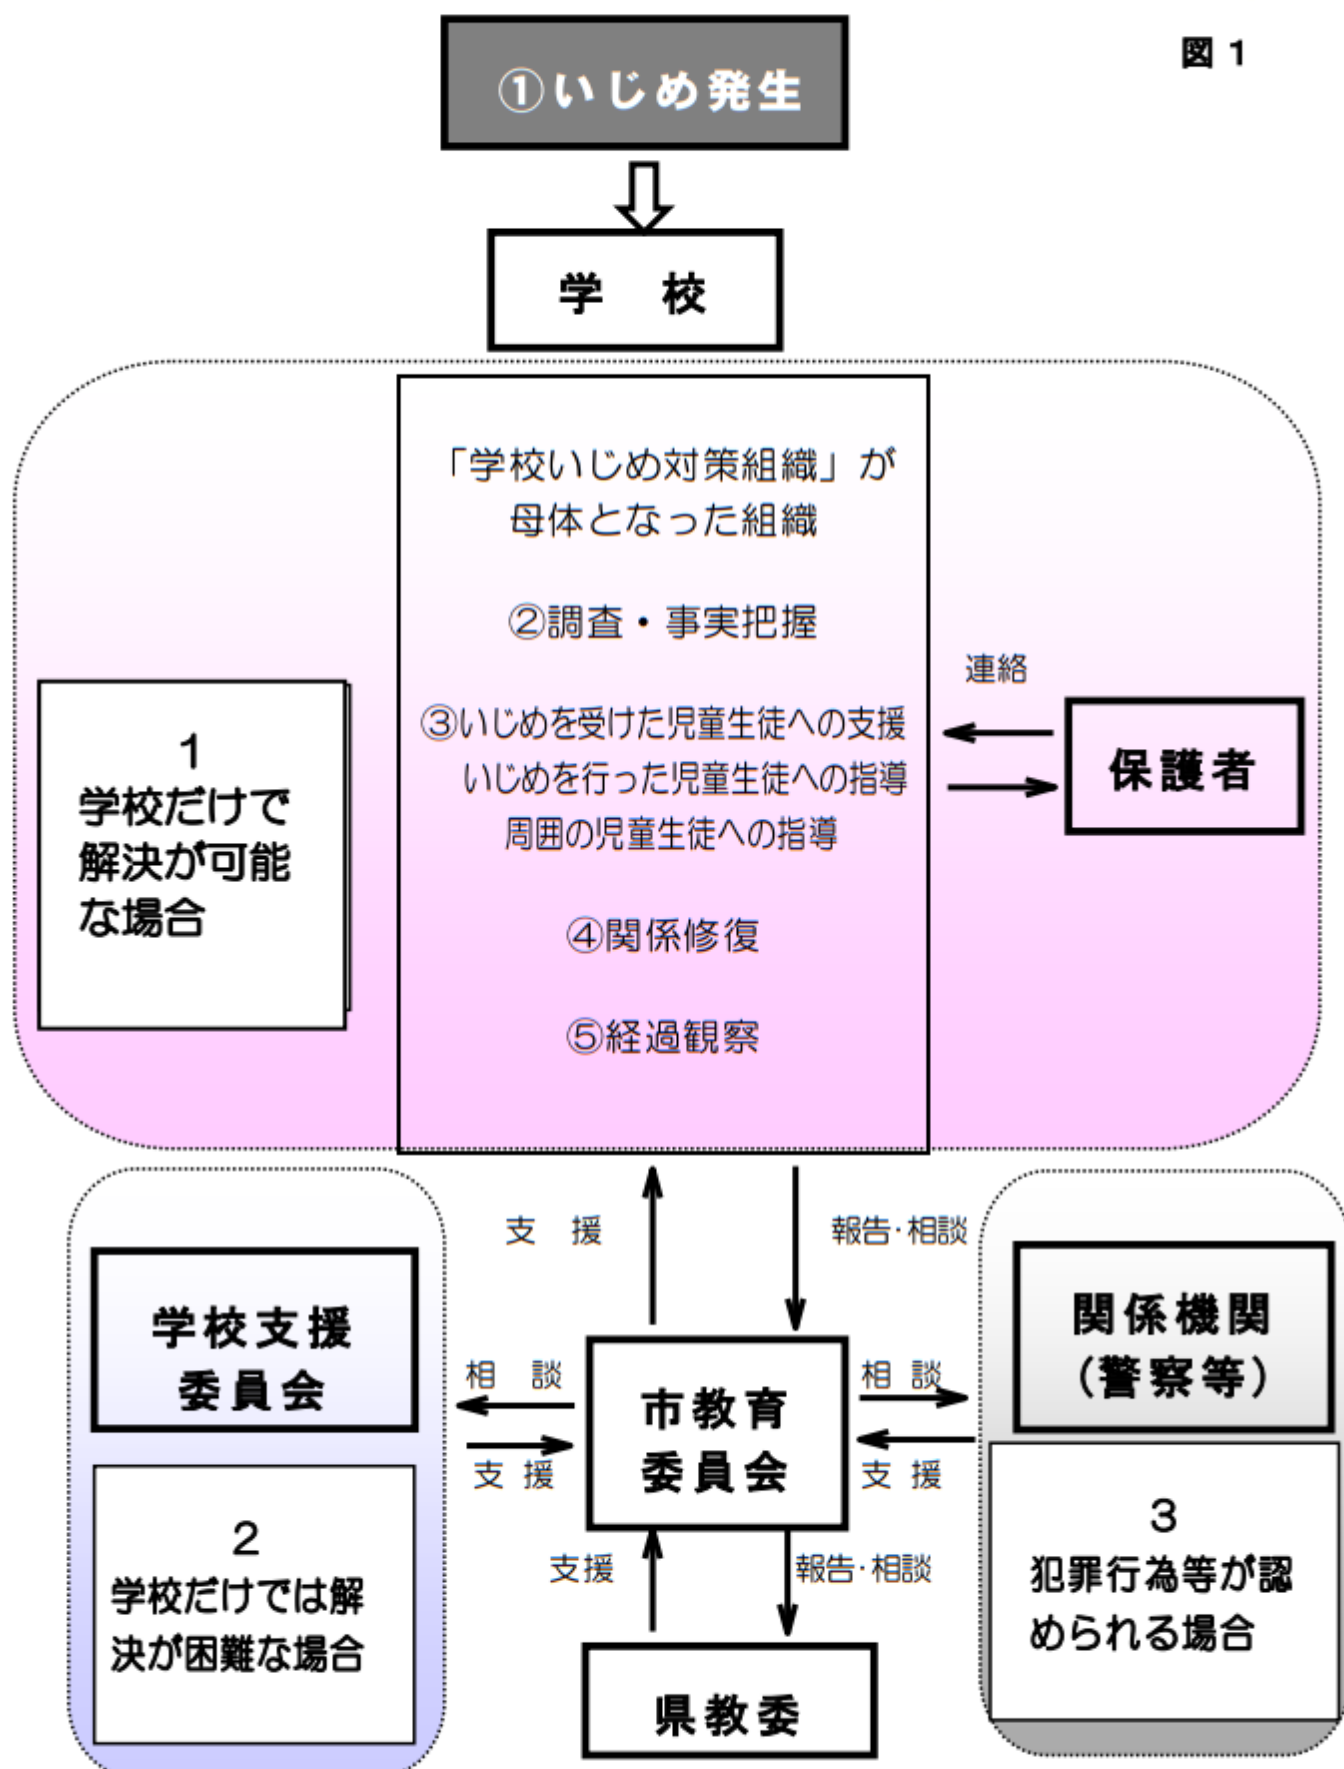 図 1
①いじめ発生
学 校
「学校いじめ対策組織」が
母体となった組織
②調査・事実把握
③いじめを受けた児童生徒への支援
いじめを行った児童生徒への指導
周囲の児童生徒への指導
④関係修復
⑤経過観察
1
学校だけで
解決が可能
な場合
連絡
保護者
支 援
報告・相談
学校支援
委員会
2
学校だけでは解
決が困難な場合
相 談
支 援
市教育
委員会
相 談
支 援
関係機関
（警察等）
3
犯罪行為等が認
められる場合
支援
報告・相談
県教委